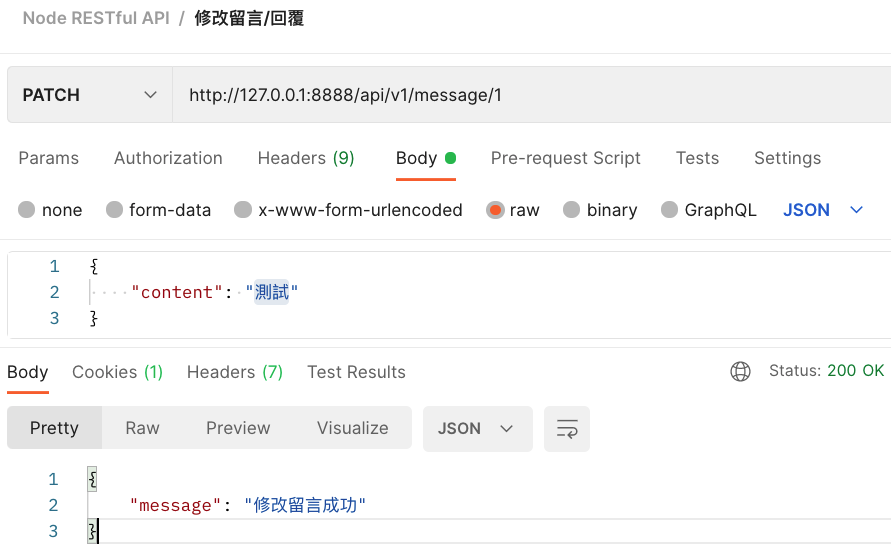 Node RESTful API / 修改留言/回覆
PATCH http://127.0.0.1:8888/api/v1/message/1
Params Authorization Headers (9) Body Pre-request Script Tests Settings
none form-data x-www-form-urlencoded raw binary GraphQL JSON
1 {
2 ····"content":·"測試"
3 }
Body Cookies (1) Headers (7) Test Results Status: 200 OK
Pretty Raw Preview Visualize JSON
1 {
2 "message": "修改留言成功"
3 }